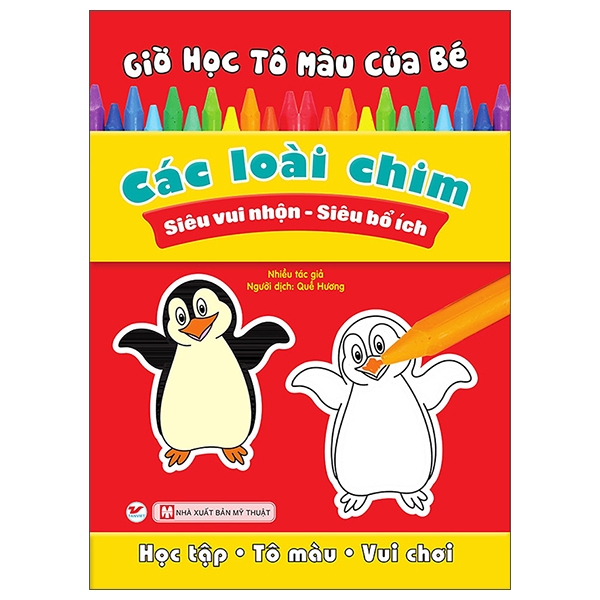 Giờ Học Tô Màu Của Bé
Các loài chim
Siêu vui nhộn - Siêu bổ ích
Nhiều tác giả
Người dịch: Quế Hương
TANVIET
NHÀ XUẤT BẢN MỸ THUẬT
Học tập • Tô màu • Vui chơi